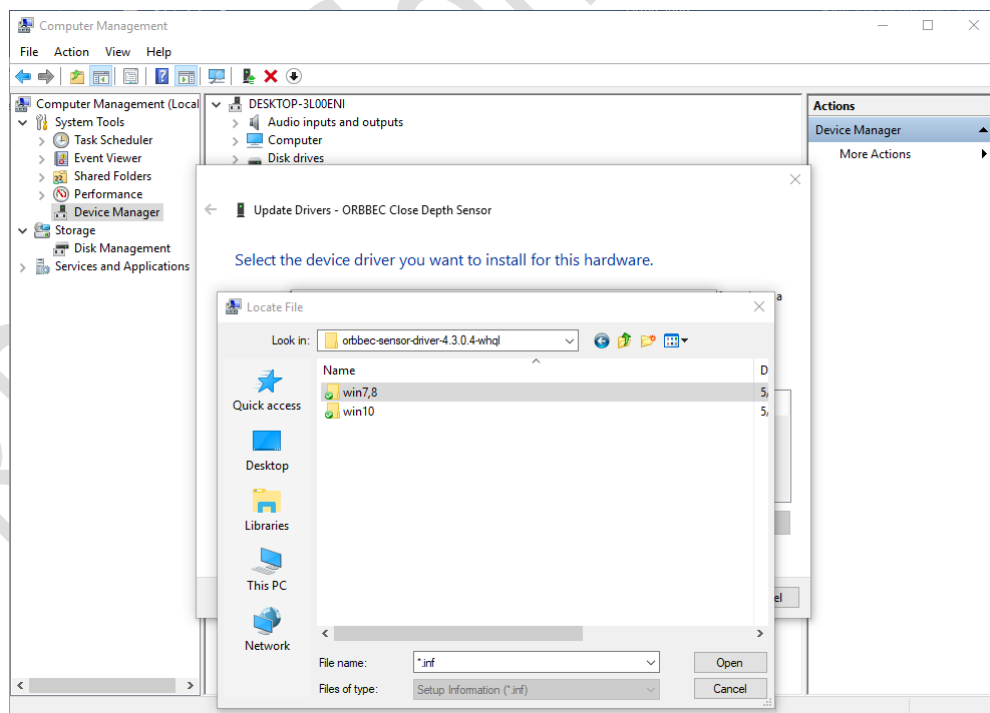 Computer Management
File Action View Help
Computer Management (Local
System Tools
Task Scheduler
Event Viewer
Shared Folders
Performance
Device Manager
Storage
Disk Management
Services and Applications
DESKTOP-3L00ENI
Audio inputs and outputs
Computer
Disk drives
Actions
Device Manager
More Actions
Update Drivers - ORBBEC Close Depth Sensor
Select the device driver you want to install for this hardware.
a
Locate File
Look in: orbbec-sensor-driver-4.3.0.4-whql
Name D
win7,8 5/
win10 5/
Quick access
Desktop
Libraries
This PC
Network
File name: *.inf Open
Files of type: Setup Information (*.inf) Cancel
el